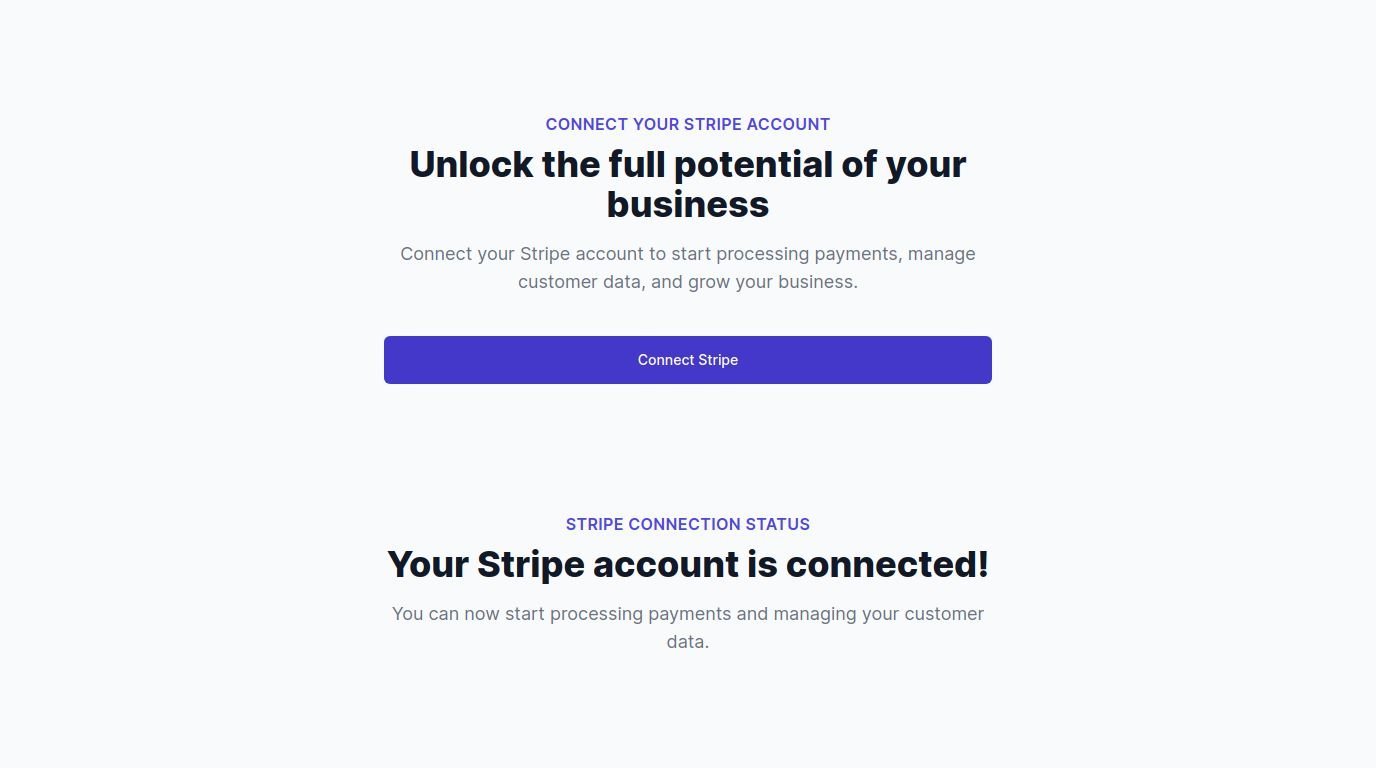 CONNECT YOUR STRIPE ACCOUNT
Unlock the full potential of your
business
Connect your Stripe account to start processing payments, manage
customer data, and grow your business.
Connect Stripe
STRIPE CONNECTION STATUS
Your Stripe account is connected!
You can now start processing payments and managing your customer
data.